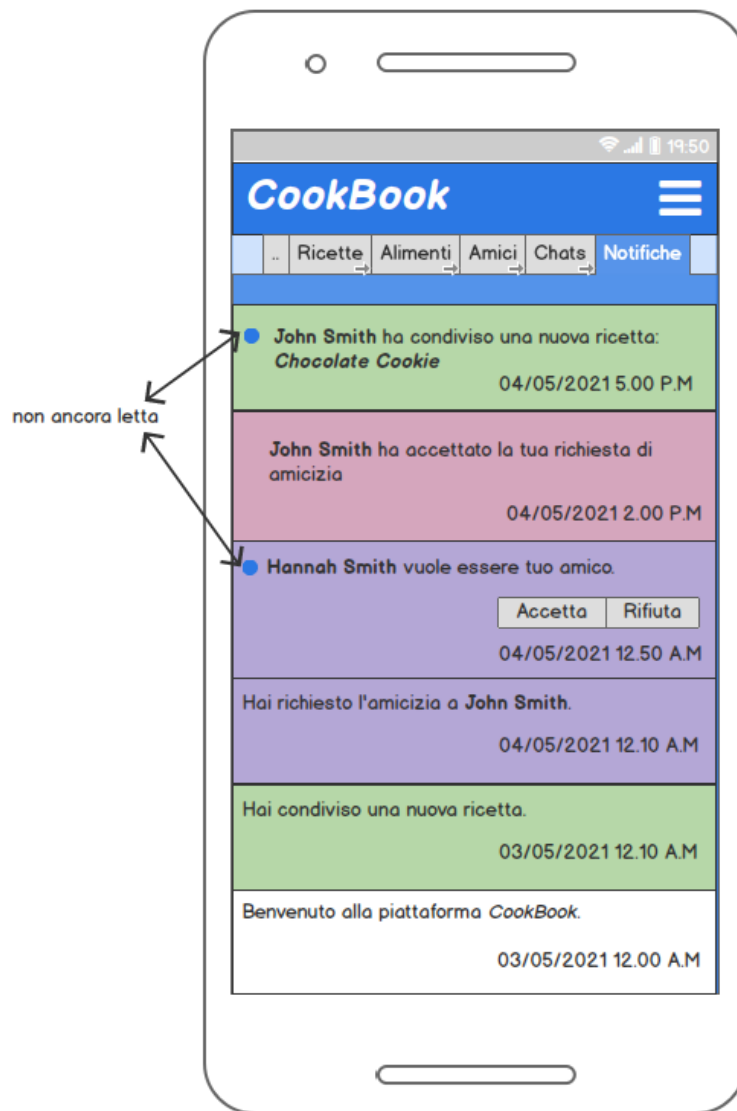 19:50
CookBook
.. Ricette Alimenti Amici Chats Notifiche
John Smith ha condiviso una nuova ricetta:
Chocolate Cookie
04/05/2021 5.00 P.M
non ancora letta
John Smith ha accettato la tua richiesta di
amicizia
04/05/2021 2.00 P.M
Hannah Smith vuole essere tuo amico.
Accetta Rifiuta
04/05/2021 12.50 A.M
Hai richiesto l'amicizia a John Smith.
04/05/2021 12.10 A.M
Hai condiviso una nuova ricetta.
03/05/2021 12.10 A.M
Benvenuto alla piattaforma CookBook.
03/05/2021 12.00 A.M